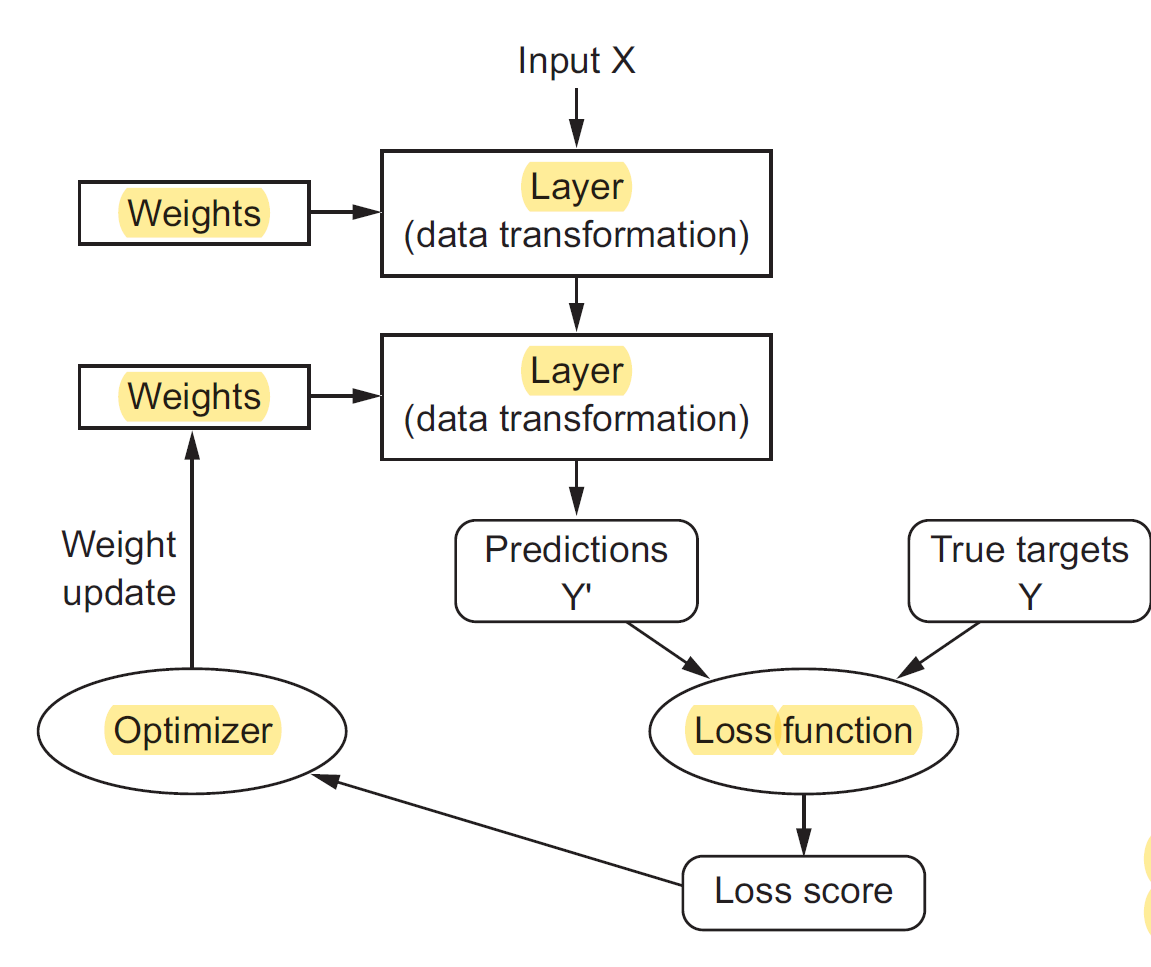 Input X
Weights
Layer
(data transformation)
Weights
Layer
(data transformation)
Weight
update
Predictions
Y'
True targets
Y
Optimizer
Loss function
Loss score